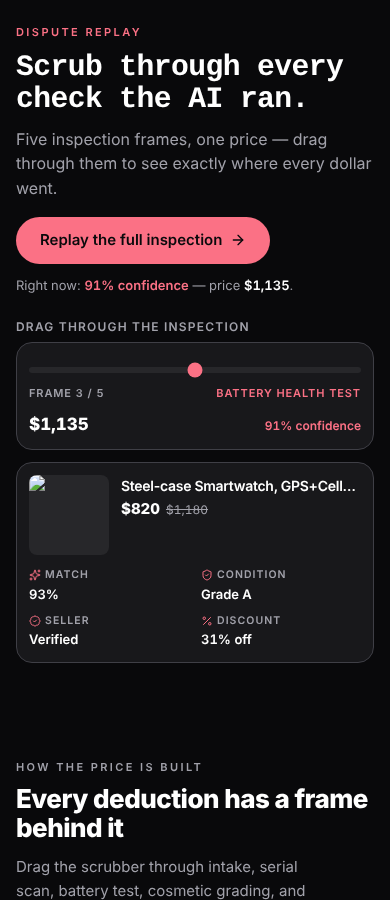 DISPUTE REPLAY
Scrub through every
check the AI ran.
Five inspection frames, one price — drag
through them to see exactly where every dollar
went.
Replay the full inspection →
Right now: 91% confidence — price $1,135.
DRAG THROUGH THE INSPECTION
FRAME 3 / 5 BATTERY HEALTH TEST
$1,135 91% confidence
Steel-case Smartwatch, GPS+Cell...
$820 $1,180
MATCH CONDITION
93% Grade A
SELLER DISCOUNT
Verified 31% off
HOW THE PRICE IS BUILT
Every deduction has a frame
behind it
Drag the scrubber through intake, serial
scan, battery test, cosmetic grading, and